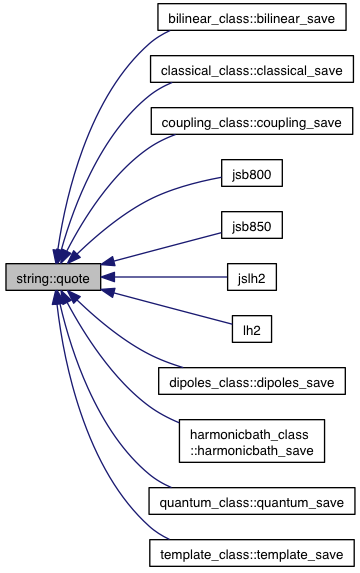 bilinear_class::bilinear_save
classical_class::classical_save
coupling_class::coupling_save
jsb800
jsb850
string::quote
jslh2
lh2
dipoles_class::dipoles_save
harmonicbath_class
::harmonicbath_save
quantum_class::quantum_save
template_class::template_save